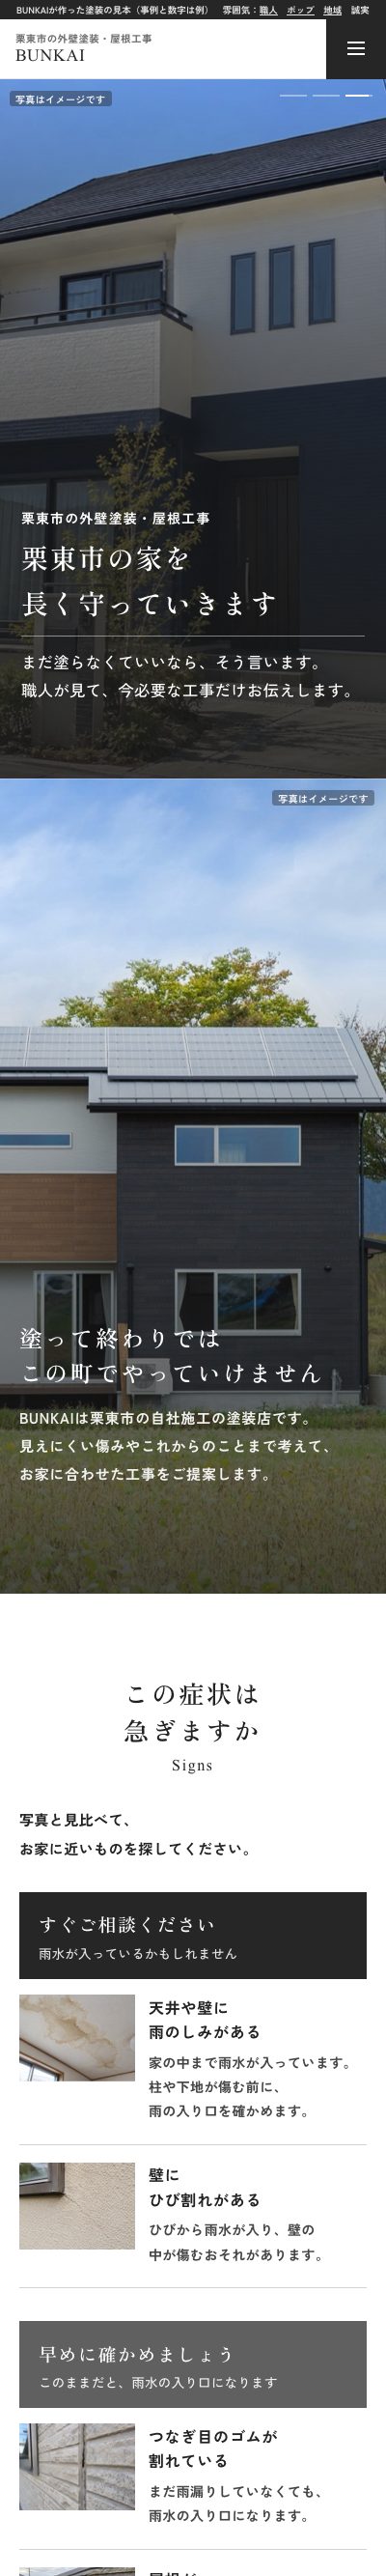 BUNKAIが作った塗装の見本（事例と数字は例） 雰囲気：職人 ポップ 地域 誠実
栗東市の外壁塗装・屋根工事
BUNKAI
写真はイメージです
栗東市の外壁塗装・屋根工事
栗東市の家を
長く守っていきます
まだ塗らなくていいなら、そう言います。
職人が見て、今必要な工事だけお伝えします。
写真はイメージです
塗って終わりでは
この町でやっていけません
BUNKAIは栗東市の自社施工の塗装店です。
見えにくい傷みやこれからのことまで考えて、
お家に合わせた工事をご提案します。
この症状は
急ぎますか
Signs
写真と見比べて、
お家に近いものを探してください。
すぐご相談ください
雨水が入っているかもしれません
天井や壁に
雨のしみがある
家の中まで雨水が入っています。
柱や下地が傷む前に、
雨の入り口を確かめます。
壁に
ひび割れがある
ひびから雨水が入り、壁の
中が傷むおそれがあります。
早めに確かめましょう
このままだと、雨水の入り口になります
つなぎ目のゴムが
割れている
まだ雨漏りしていなくても、
雨水の入り口になります。